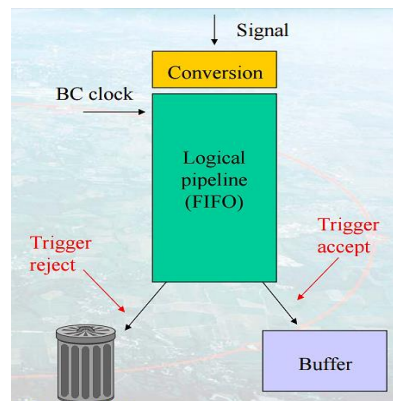 Signal
Conversion
BC clock
Logical
pipeline
(FIFO)
Trigger
reject
Trigger
accept
Buffer